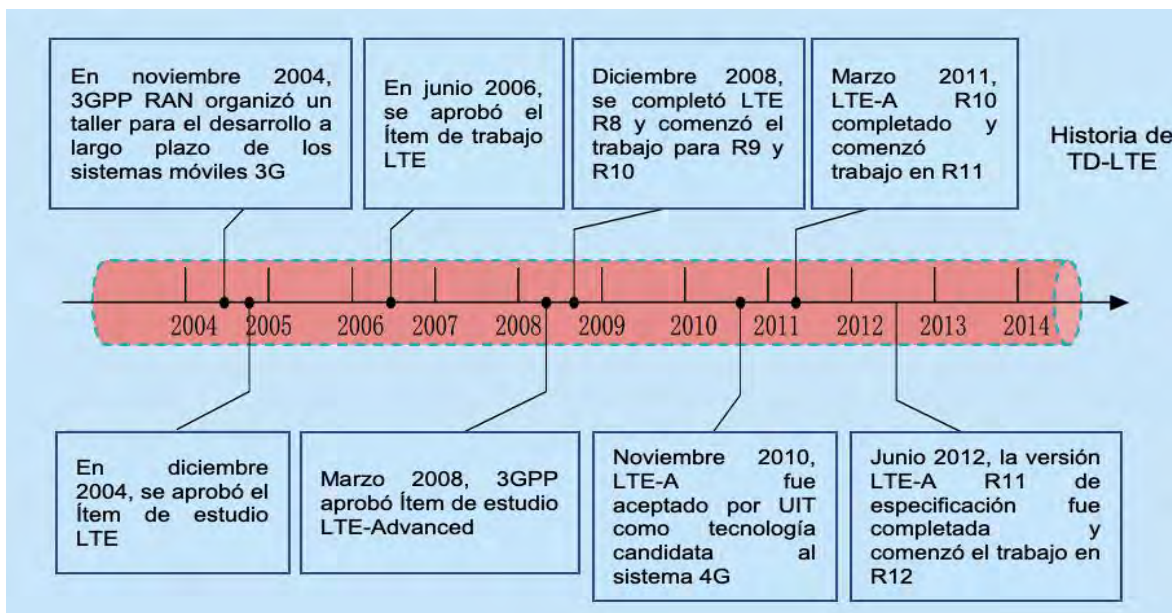 En noviembre 2004,
3GPP RAN organizó un
taller para el desarrollo a
largo plazo de los
sistemas móviles 3G
En junio 2006,
se aprobó el
Ítem de trabajo
LTE
Diciembre 2008,
se completó LTE
R8 y comenzó el
trabajo para R9 y
R10
Marzo 2011,
LTE-A R10
completado y
comenzó
trabajo en R11
Historia de
TD-LTE
2004 2005 2006 2007 2008 2009 2010 2011 2012 2013 2014
En diciembre
2004, se aprobó el
Ítem de estudio
LTE
Marzo 2008, 3GPP
aprobó Ítem de estudio
LTE-Advanced
Noviembre 2010,
LTE-A fue
aceptado por UIT
como tecnología
candidata al
sistema 4G
Junio 2012, la versión
LTE-A R11 de
especificación fue
completada y
comenzó el trabajo en
R12